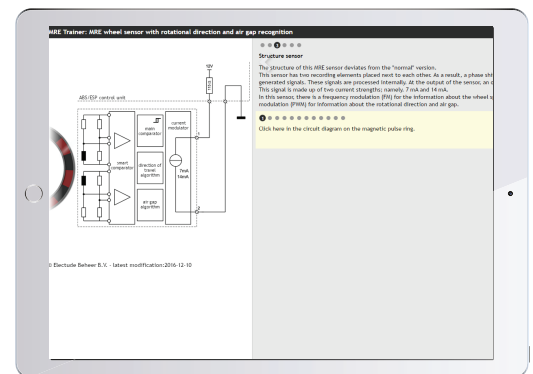 MRE Trainer: MRE wheel sensor with rotational direction and air gap recognition
Structure sensor
The structure of this MRE sensor deviates from the "normal" version.
This sensor has two recording elements placed next to each other. As a result, a phase shi
generated signals. These signals are processed internally. At the output of the sensor, an
This signal is made up of two current strengths; namely, 7 mA and 14 mA.
In this sensor, there is a frequency modulation (FM) for the information about the wheel s
modulation (PWM) for information about the rotational direction and air gap.
Click here in the circuit diagram on the magnetic pulse ring.
12V
ABS/ESP control unit
main
comparator
current
modulator
1
smart
comparator
direction of
travel
algorithm
7mA
14mA
air gap
algorithm
2
Electude Beheer B.V. - latest modification:2016-12-10